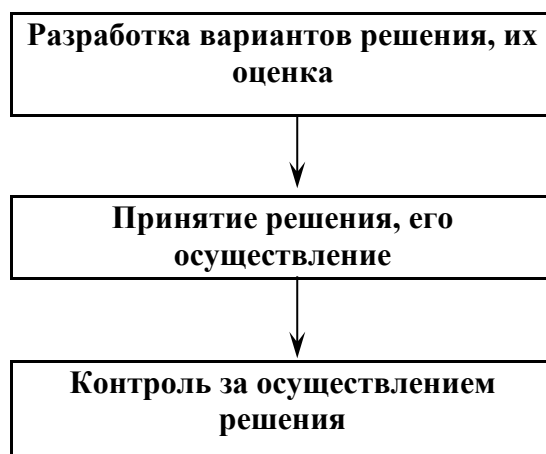 Разработка вариантов решения, их
оценка
Принятие решения, его
осуществление
Контроль за осуществлением
решения